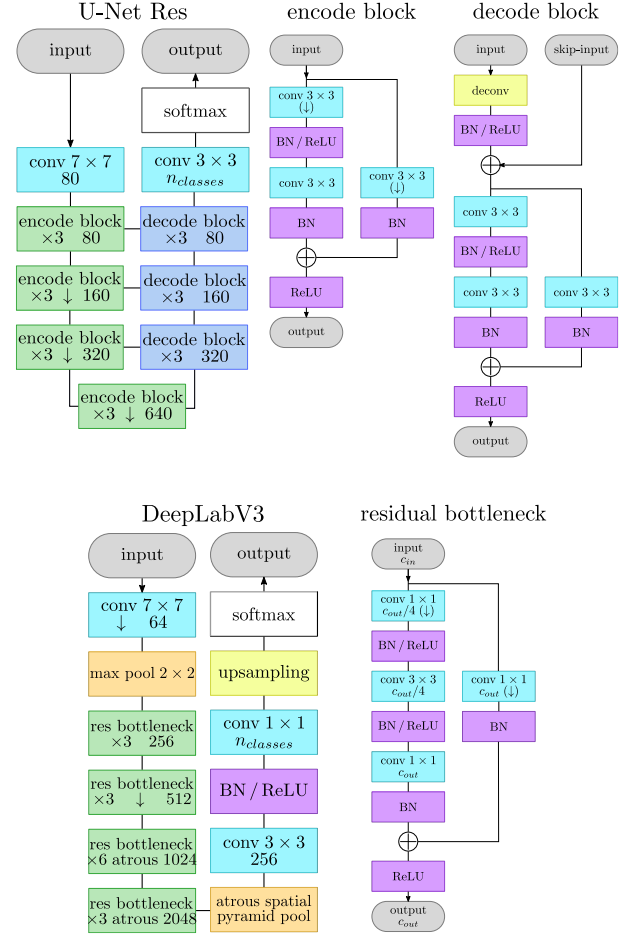 U-Net Res
input
output
softmax
conv 7 × 7
80
conv 3 × 3
n_classes
encode block
×3 80
decode block
×3 80
encode block
×3 ↓ 160
decode block
×3 160
encode block
×3 ↓ 320
decode block
×3 320
encode block
×3 ↓ 640
encode block
input
conv 3 × 3
(↓)
BN / ReLU
conv 3 × 3
conv 3 × 3
(↓)
BN
BN
ReLU
output
decode block
input
skip-input
deconv
BN / ReLU
conv 3 × 3
BN / ReLU
conv 3 × 3
conv 3 × 3
BN
BN
ReLU
output
DeepLabV3
input
output
conv 7 × 7
↓ 64
softmax
max pool 2 × 2
upsampling
res bottleneck
×3 256
conv 1 × 1
n_classes
res bottleneck
×3 ↓ 512
BN / ReLU
res bottleneck
×6 atrous 1024
conv 3 × 3
256
res bottleneck
×3 atrous 2048
atrous spatial
pyramid pool
residual bottleneck
input
c_in
conv 1 × 1
c_out/4 (↓)
BN / ReLU
conv 3 × 3
c_out/4
conv 1 × 1
c_out (↓)
BN / ReLU
BN
conv 1 × 1
c_out
BN
ReLU
output
c_out